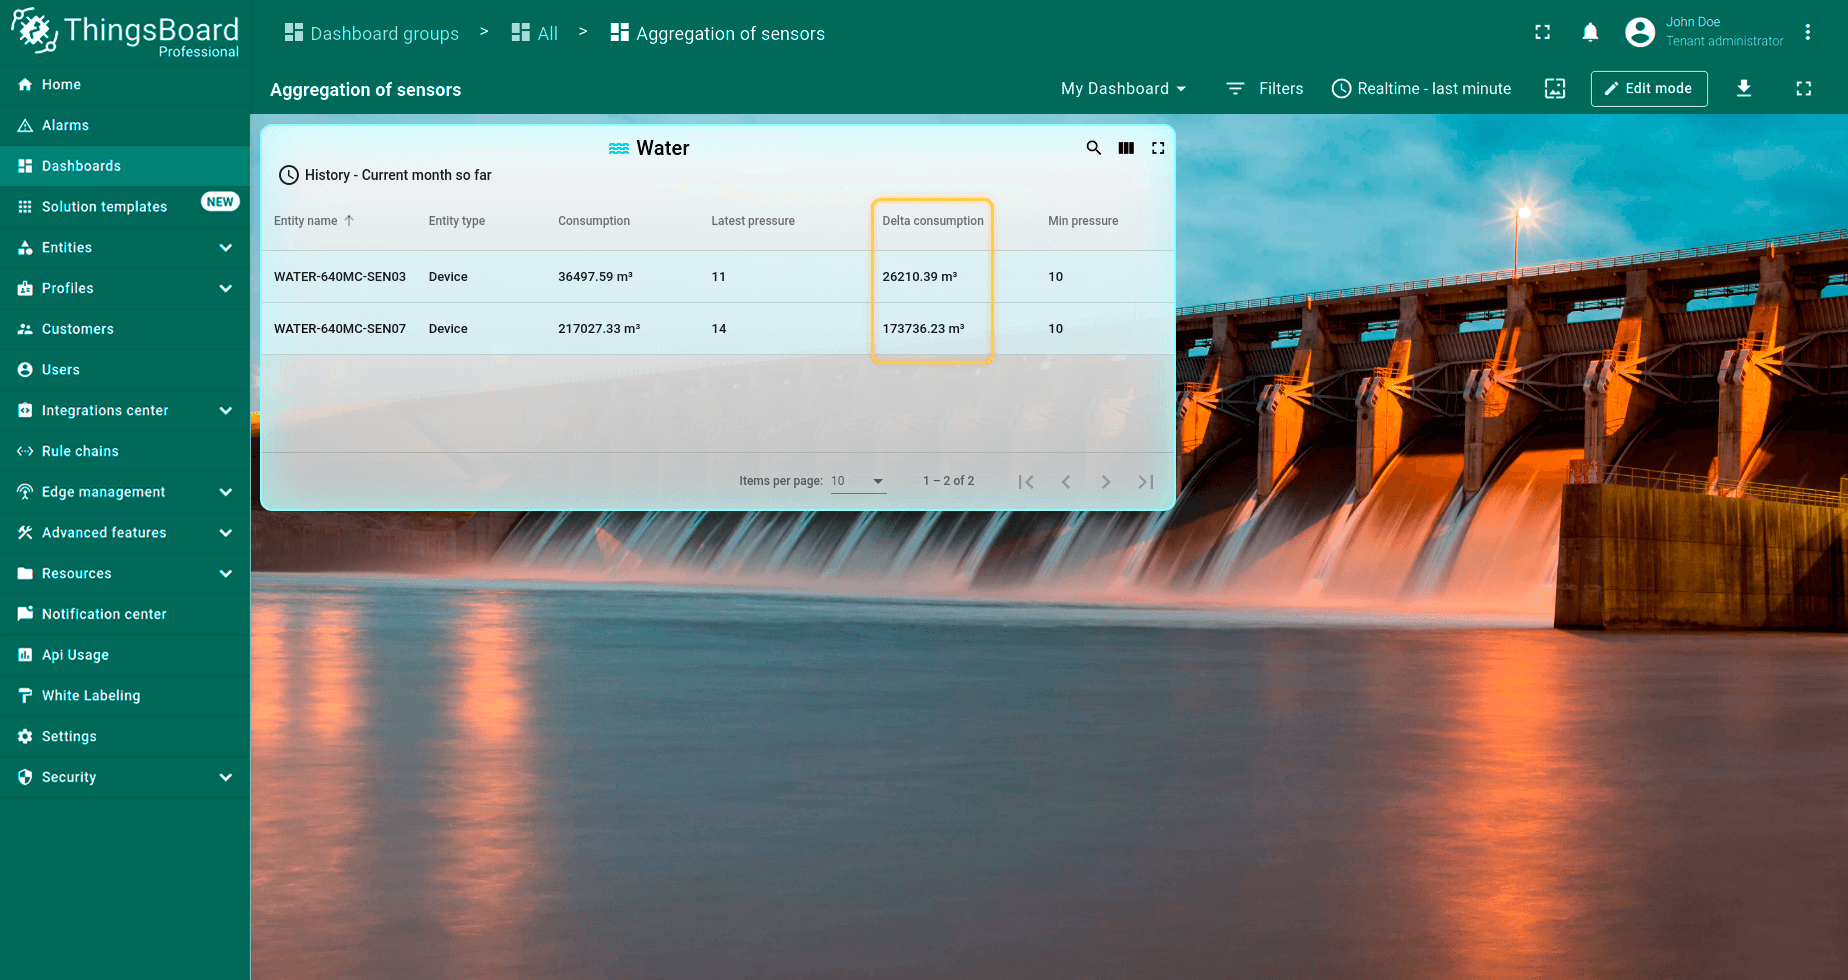 ThingsBoard
Professional
Dashboard groups > All > Aggregation of sensors
John Doe
Tenant administrator
Home
Alarms
Dashboards
Solution templates NEW
Entities
Profiles
Customers
Users
Integrations center
Rule chains
Edge management
Advanced features
Resources
Notification center
Api Usage
White Labeling
Settings
Security
Aggregation of sensors My Dashboard Filters Realtime - last minute Edit mode
Water
History - Current month so far
Entity name Entity type Consumption Latest pressure Delta consumption Min pressure
WATER-640MC-SEN03 Device 36497.59 m³ 11 26210.39 m³ 10
WATER-640MC-SEN07 Device 217027.33 m³ 14 173736.23 m³ 10
Items per page: 10 1 – 2 of 2